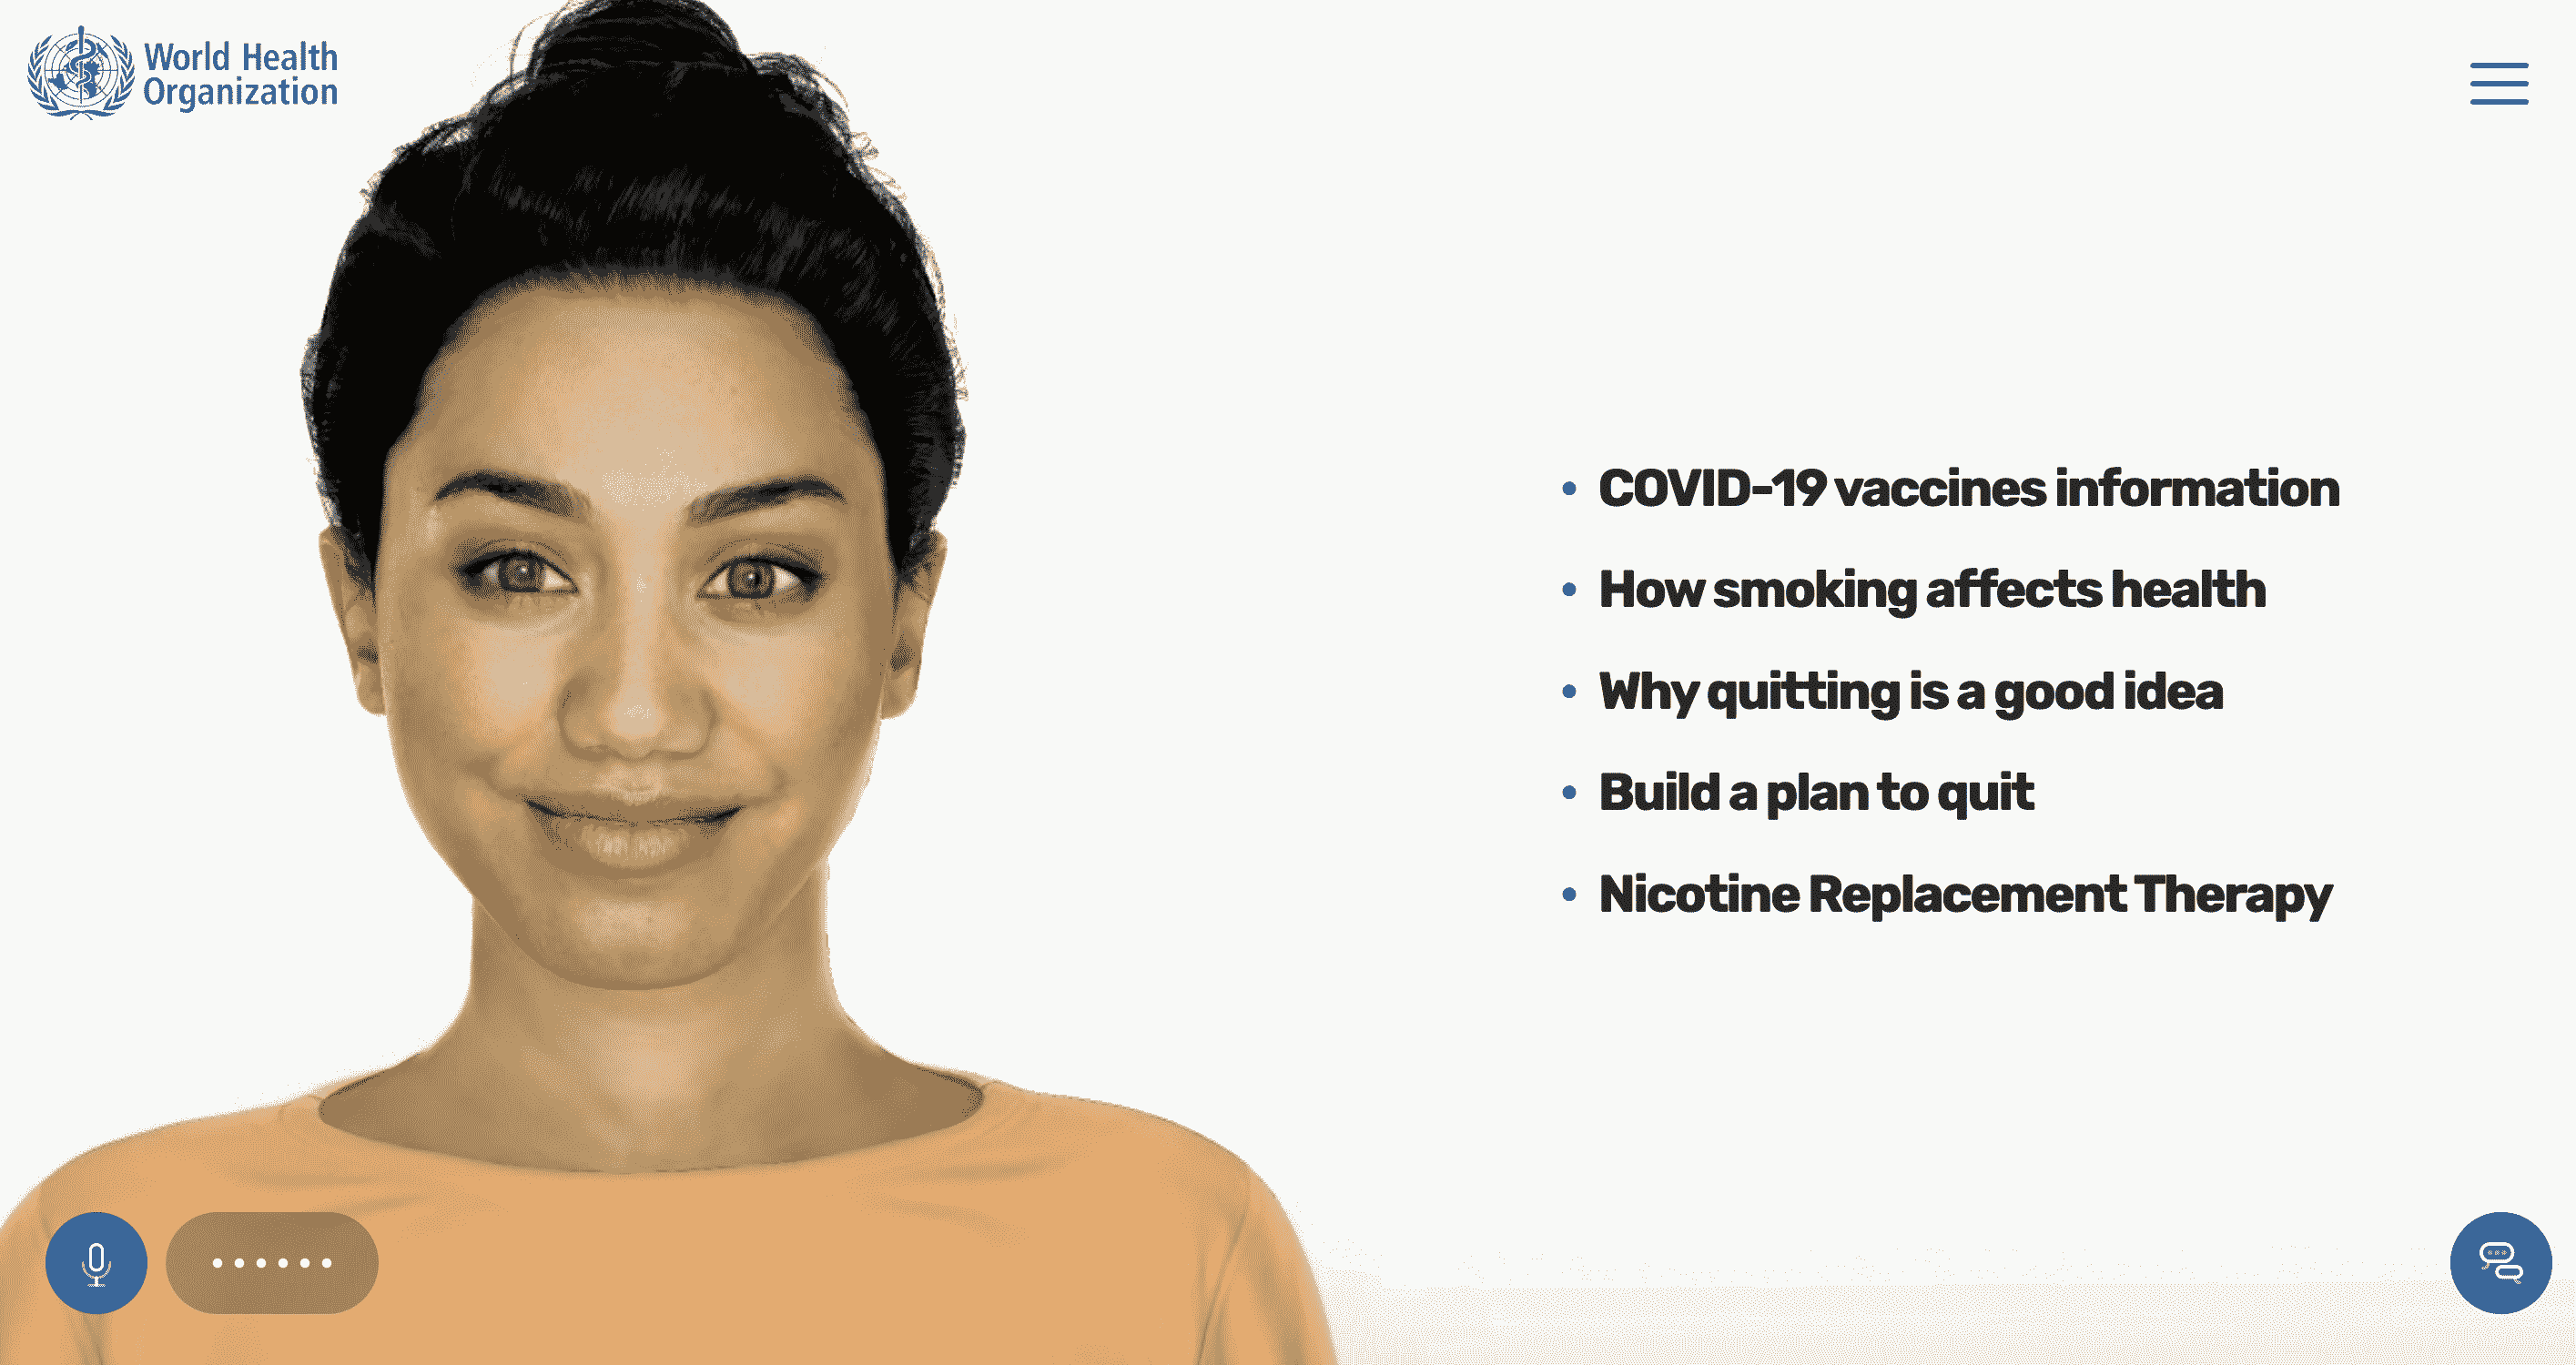 World Health
Organization
COVID-19 vaccines information
How smoking affects health
Why quitting is a good idea
Build a plan to quit
Nicotine Replacement Therapy